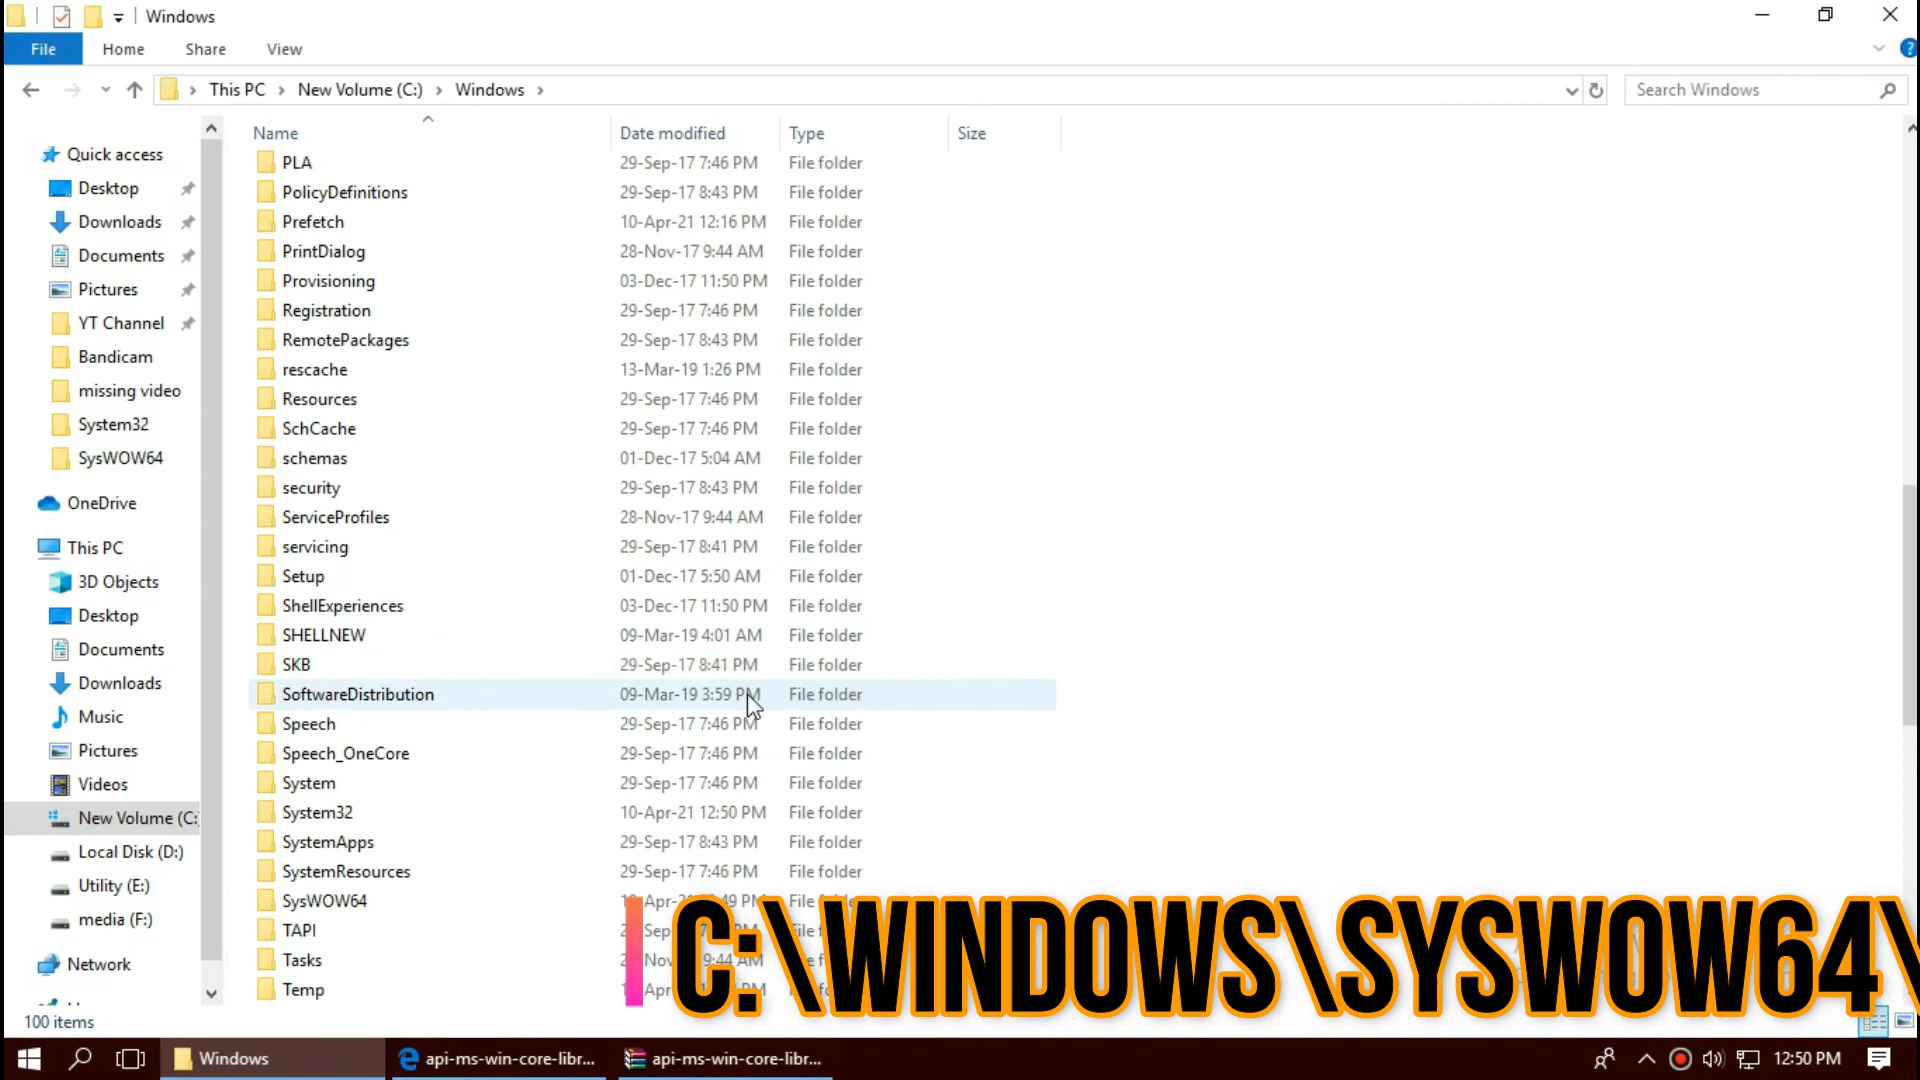 Windows
File Home Share View
This PC New Volume (C:) Windows
Search Windows
Name Date modified Type Size
Quick access
Desktop
Downloads
Documents
Pictures
YT Channel
Bandicam
missing video
System32
SysWOW64
OneDrive
This PC
3D Objects
Desktop
Documents
Downloads
Music
Pictures
Videos
New Volume (C:
Local Disk (D:)
Utility (E:)
media (F:)
Network
PLA 29-Sep-17 7:46 PM File folder
PolicyDefinitions 29-Sep-17 8:43 PM File folder
Prefetch 10-Apr-21 12:16 PM File folder
PrintDialog 28-Nov-17 9:44 AM File folder
Provisioning 03-Dec-17 11:50 PM File folder
Registration 29-Sep-17 7:46 PM File folder
RemotePackages 29-Sep-17 8:43 PM File folder
rescache 13-Mar-19 1:26 PM File folder
Resources 29-Sep-17 7:46 PM File folder
SchCache 29-Sep-17 7:46 PM File folder
schemas 01-Dec-17 5:04 AM File folder
security 29-Sep-17 8:43 PM File folder
ServiceProfiles 28-Nov-17 9:44 AM File folder
servicing 29-Sep-17 8:41 PM File folder
Setup 01-Dec-17 5:50 AM File folder
ShellExperiences 03-Dec-17 11:50 PM File folder
SHELLNEW 09-Mar-19 4:01 AM File folder
SKB 29-Sep-17 8:41 PM File folder
SoftwareDistribution 09-Mar-19 3:59 PM File folder
Speech 29-Sep-17 7:46 PM File folder
Speech_OneCore 29-Sep-17 7:46 PM File folder
System 29-Sep-17 7:46 PM File folder
System32 10-Apr-21 12:50 PM File folder
SystemApps 29-Sep-17 8:43 PM File folder
SystemResources 29-Sep-17 7:46 PM File folder
SysWOW64
TAPI
Tasks
Temp
C:\WINDOWS\SYSWOW64\
100 items
Windows api-ms-win-core-libr... api-ms-win-core-libr... 12:50 PM